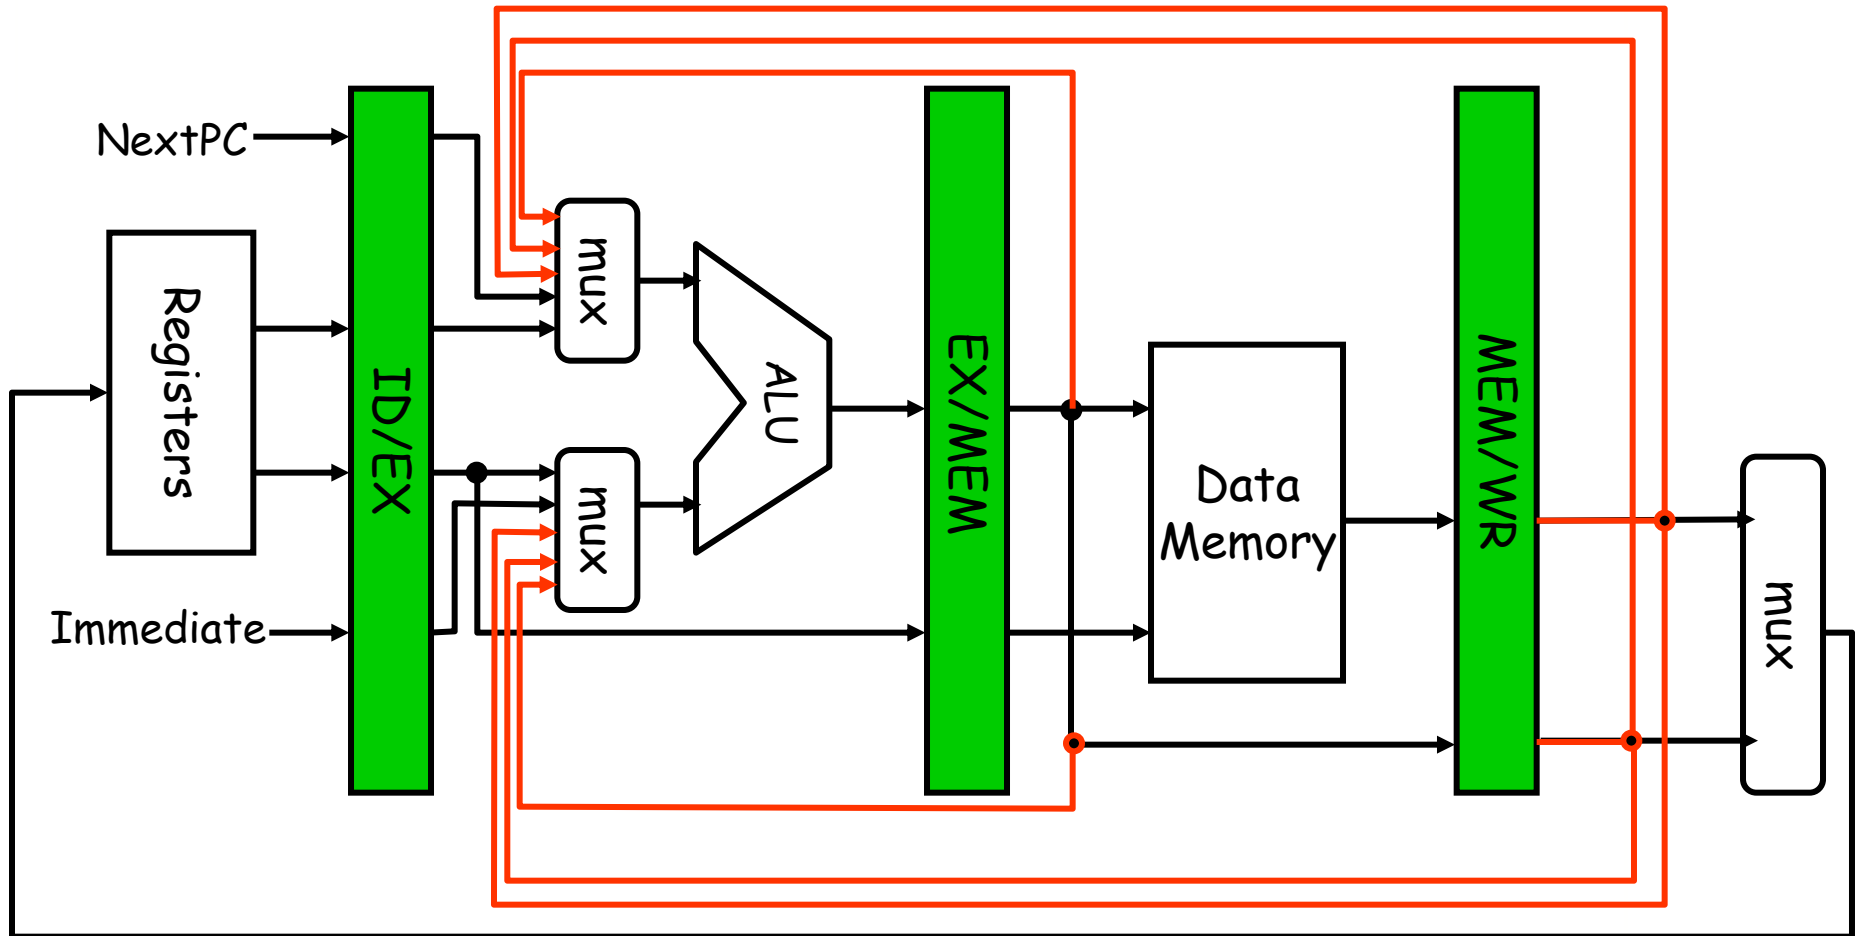 NextPC
Registers
Immediate
ID/EX
mux
mux
ALU
EX/MEM
Data
Memory
MEM/WR
mux